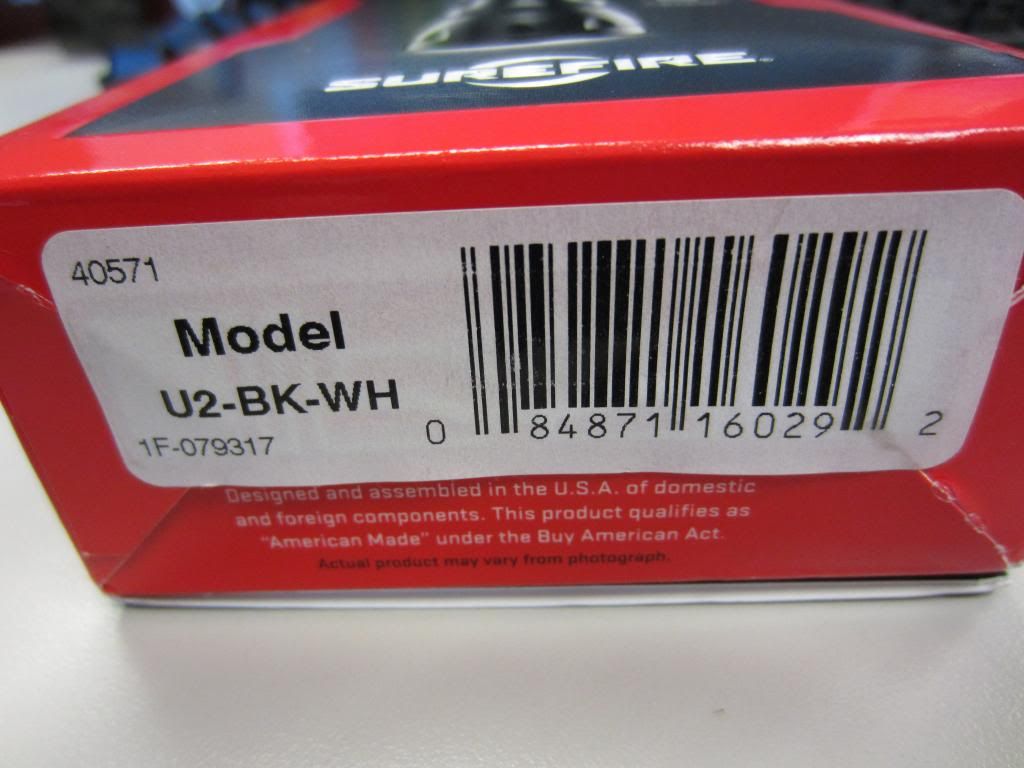 SUREFIRE
40571
Model
U2-BK-WH
1F-079317
0 84871 16029 2
Designed and assembled in the U.S.A. of domestic
and foreign components. This product qualifies as
"American Made" under the Buy American Act.
Actual product may vary from photograph.